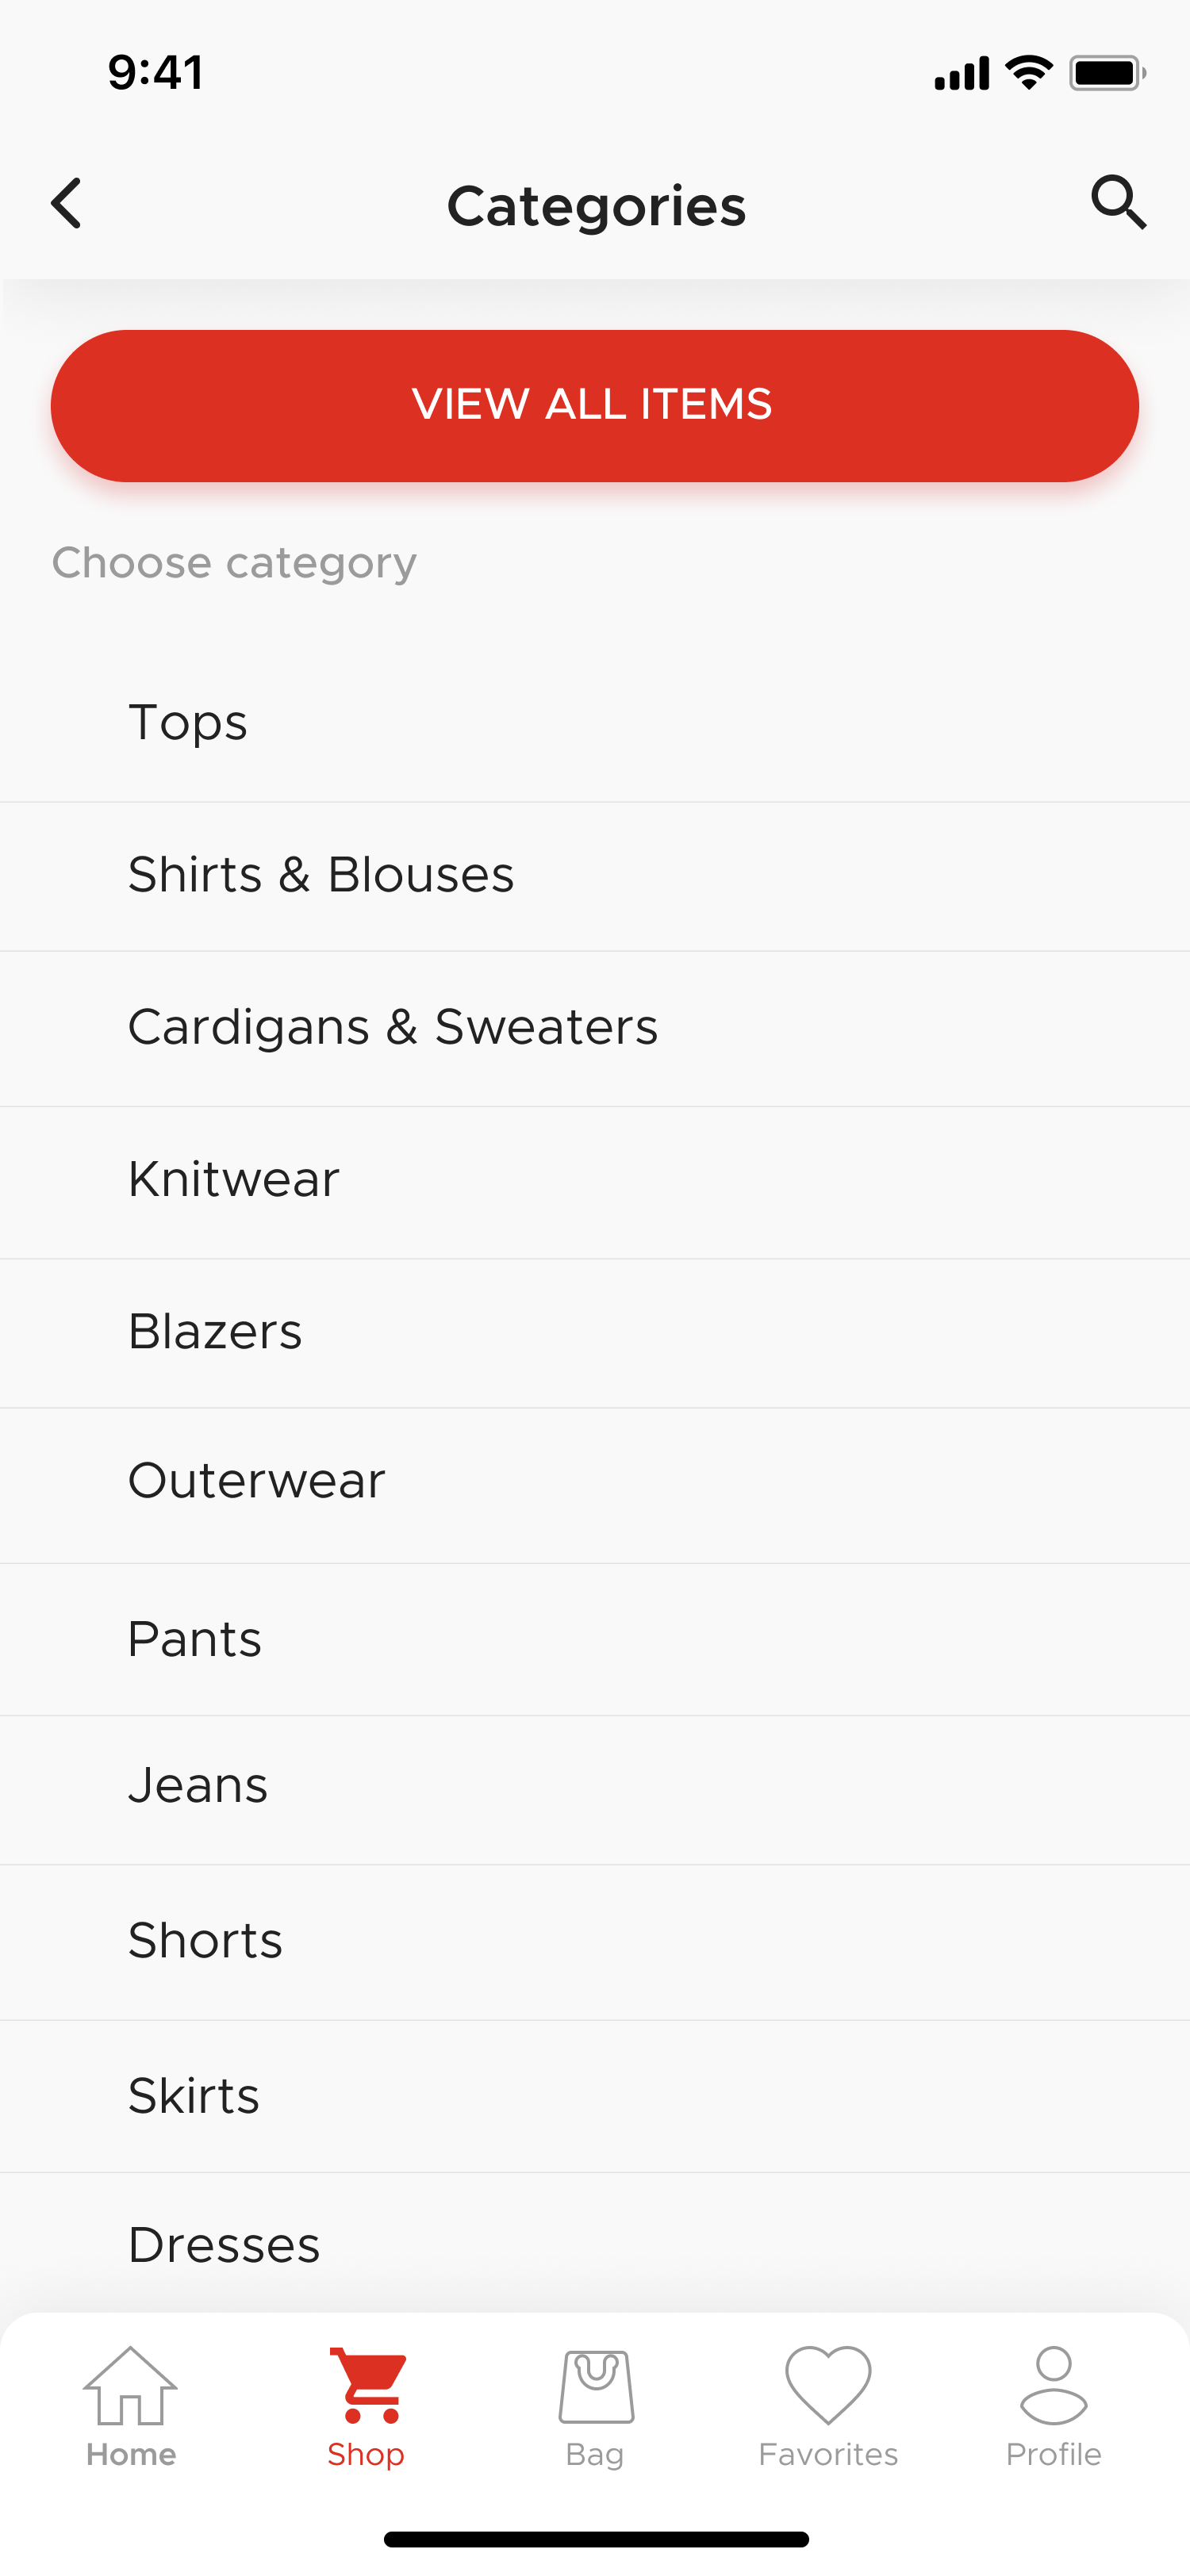 9:41
Categories
VIEW ALL ITEMS
Choose category
Tops
Shirts & Blouses
Cardigans & Sweaters
Knitwear
Blazers
Outerwear
Pants
Jeans
Shorts
Skirts
Dresses
Home Shop Bag Favorites Profile